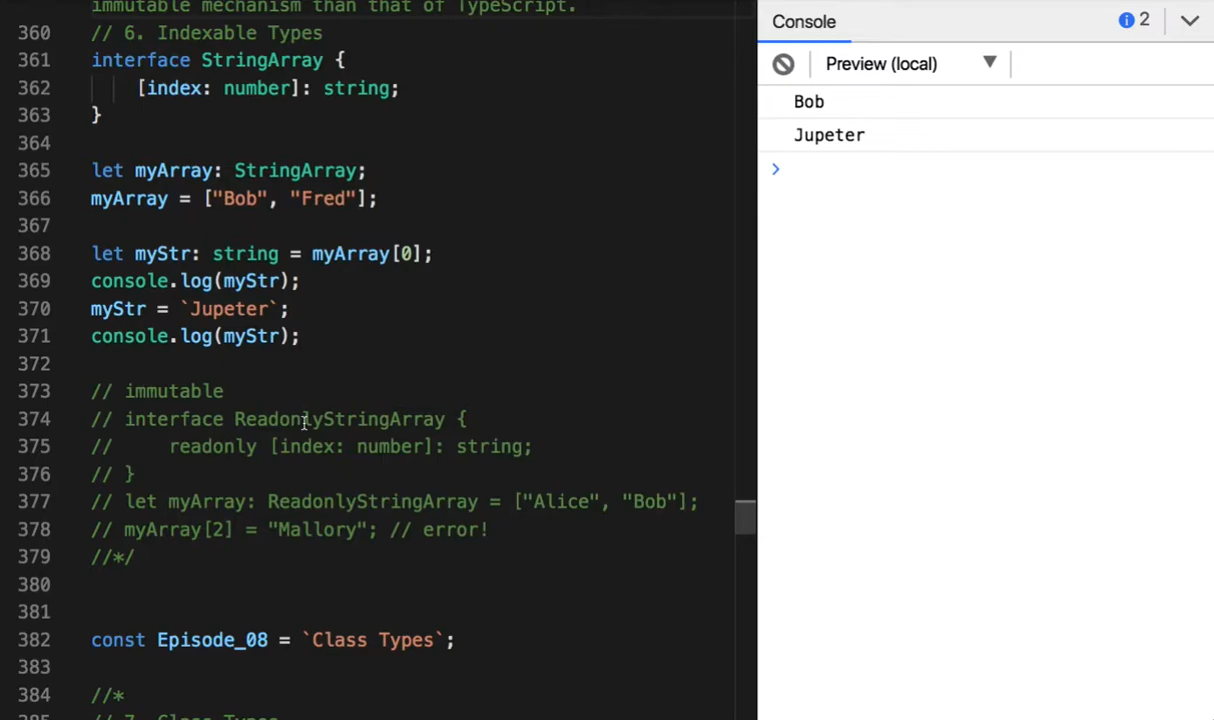 immutable mechanism than that of TypeScript.
360 // 6. Indexable Types
361 interface StringArray {
362 [index: number]: string;
363 }
364
365 let myArray: StringArray;
366 myArray = ["Bob", "Fred"];
367
368 let myStr: string = myArray[0];
369 console.log(myStr);
370 myStr = `Jupeter`;
371 console.log(myStr);
372
373 // immutable
374 // interface ReadonlyStringArray {
375 // readonly [index: number]: string;
376 // }
377 // let myArray: ReadonlyStringArray = ["Alice", "Bob"];
378 // myArray[2] = "Mallory"; // error!
379 //*/
380
381
382 const Episode_08 = `Class Types`;
383
384 //*
385 // 7. Class Types
Console
2
Preview (local)
Bob
Jupeter
>